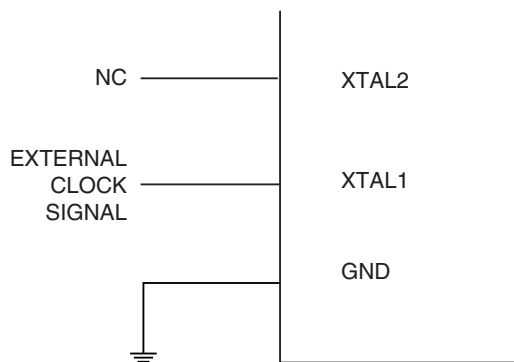 NC
XTAL2
EXTERNAL
CLOCK
SIGNAL
XTAL1
GND